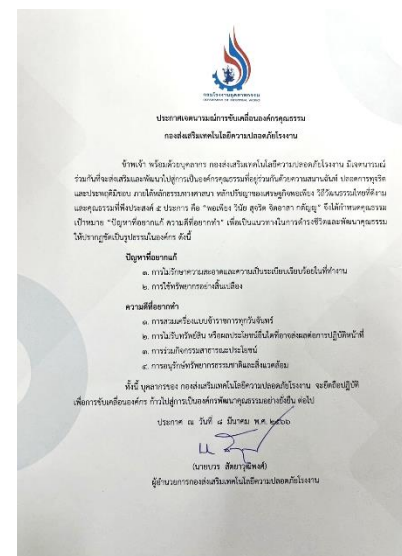 กรมโรงงานอุตสาหกรรม
DEPARTMENT OF INDUSTRIAL WORKS
ประกาศเจตนารมณ์การขับเคลื่อนองค์กรคุณธรรม
กองส่งเสริมเทคโนโลยีความปลอดภัยโรงงาน
ข้าพเจ้า พร้อมด้วยบุคลากร กองส่งเสริมเทคโนโลยีความปลอดภัยโรงงาน มีเจตนารมณ์
ร่วมกันที่จะส่งเสริมและพัฒนาไปสู่การเป็นองค์กรคุณธรรมที่อยู่ร่วมกันด้วยความสมานฉันท์ ปลอดการทุจริต
และประพฤติมิชอบ ภายใต้หลักธรรมทางศาสนา หลักปรัชญาของเศรษฐกิจพอเพียง วิถีวัฒนธรรมไทยที่ดีงาม
และคุณธรรมที่พึงประสงค์ ๕ ประการ คือ "พอเพียง วินัย สุจริต จิตอาสา กตัญญู" จึงได้กำหนดคุณธรรม
เป้าหมาย "ปัญหาที่อยากแก้ ความดีที่อยากทำ" เพื่อเป็นแนวทางในการดำรงชีวิตและพัฒนาคุณธรรม
ให้ปรากฏชัดเป็นรูปธรรมในองค์กร ดังนี้
ปัญหาที่อยากแก้
๑. การไม่รักษาความสะอาดและความเป็นระเบียบเรียบร้อยในที่ทำงาน
๒. การใช้ทรัพยากรอย่างสิ้นเปลือง
ความดีที่อยากทำ
๑. การสวมเครื่องแบบข้าราชการทุกวันจันทร์
๒. การไม่รับทรัพย์สิน หรือผลประโยชน์อื่นใดที่อาจส่งผลต่อการปฏิบัติหน้าที่
๓. การร่วมกิจกรรมสาธารณะประโยชน์
๔. การอนุรักษ์ทรัพยากรธรรมชาติและสิ่งแวดล้อม
ทั้งนี้ บุคลากรของ กองส่งเสริมเทคโนโลยีความปลอดภัยโรงงาน จะยึดถือปฏิบัติ
เพื่อการขับเคลื่อนองค์กร ก้าวไปสู่การเป็นองค์กรพัฒนาคุณธรรมอย่างยั่งยืน ต่อไป
ประกาศ ณ วันที่ ๘ มีนาคม พ.ศ. ๒๕๖๖
(นายบวร สัตยาวุฒิพงศ์)
ผู้อำนวยการกองส่งเสริมเทคโนโลยีความปลอดภัยโรงงาน